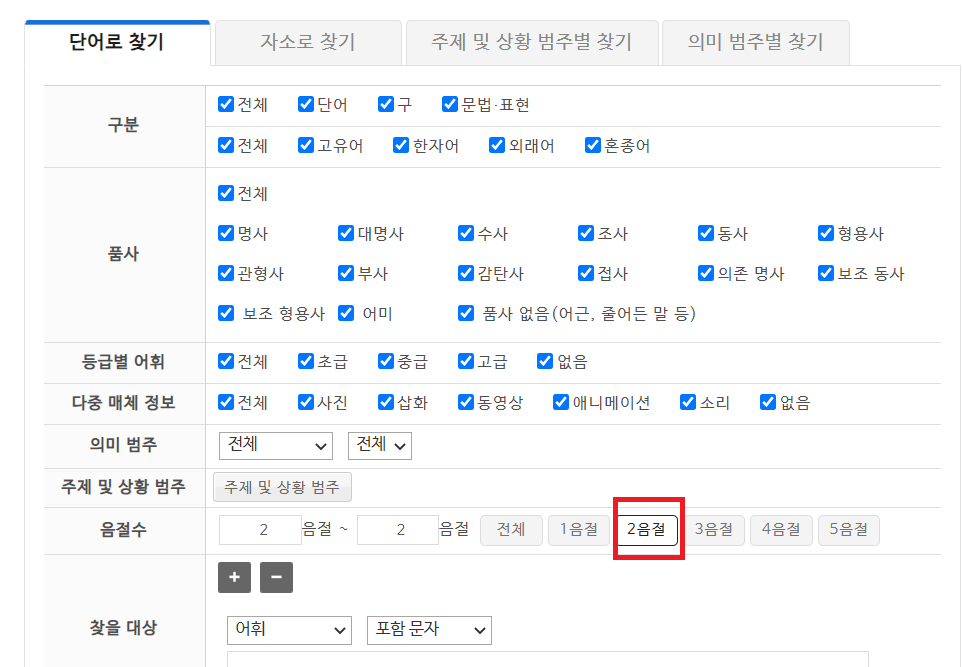 단어로 찾기 자소로 찾기 주제 및 상황 범주별 찾기 의미 범주별 찾기
구분
전체 단어 구 문법·표현
전체 고유어 한자어 외래어 혼종어
품사
전체
명사 대명사 수사 조사 동사 형용사
관형사 부사 감탄사 접사 의존 명사 보조 동사
보조 형용사 어미 품사 없음(어근, 줄어든 말 등)
등급별 어휘 전체 초급 중급 고급 없음
다중 매체 정보 전체 사진 삽화 동영상 애니메이션 소리 없음
의미 범주 전체 전체
주제 및 상황 범주 주제 및 상황 범주
음절수 2 음절 ~ 2 음절 전체 1음절 2음절 3음절 4음절 5음절
+ −
찾을 대상
어휘 포함 문자